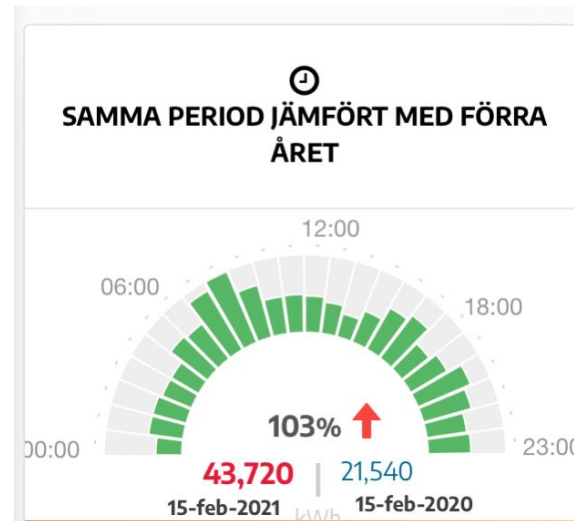 SAMMA PERIOD JÄMFÖRT MED FÖRRA
ÅRET
12:00
06:00
18:00
00:00
23:00
103%
43,720 | 21,540
15-feb-2021 15-feb-2020
kWh